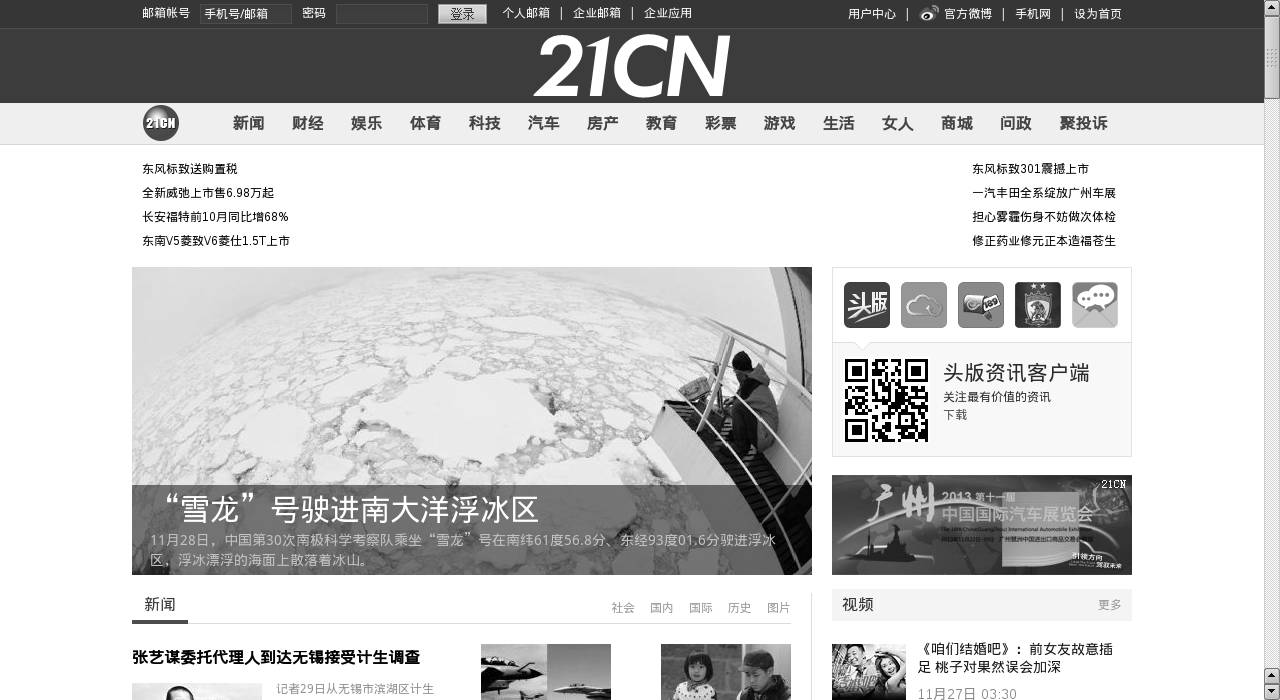 邮箱帐号 手机号/邮箱 密码 登录 个人邮箱 | 企业邮箱 | 企业应用 用户中心 | 官方微博 | 手机网 | 设为首页
21CN
21CN 新闻 财经 娱乐 体育 科技 汽车 房产 教育 彩票 游戏 生活 女人 商城 问政 聚投诉
东风标致送购置税
全新威驰上市售6.98万起
长安福特前10月同比增68%
东南V5菱致V6菱仕1.5T上市
东风标致301震撼上市
一汽丰田全系绽放广州车展
担心雾霾伤身不妨做次体检
修正药业修元正本造福苍生
“雪龙”号驶进南大洋浮冰区
11月28日，中国第30次南极科学考察队乘坐“雪龙”号在南纬61度56.8分、东经93度01.6分驶进浮冰
区，浮冰漂浮的海面上散落着冰山。
头版 189
头版资讯客户端
关注最有价值的资讯
下载
21CN
广州 2013 第十一届
中国国际汽车展览会
引领方向
驾驭未来
新闻 社会 国内 国际 历史 图片
张艺谋委托代理人到达无锡接受计生调查
记者29日从无锡市滨湖区计生
视频 更多
《咱们结婚吧》：前女友故意插
足 桃子对果然误会加深
11月27日 03:30